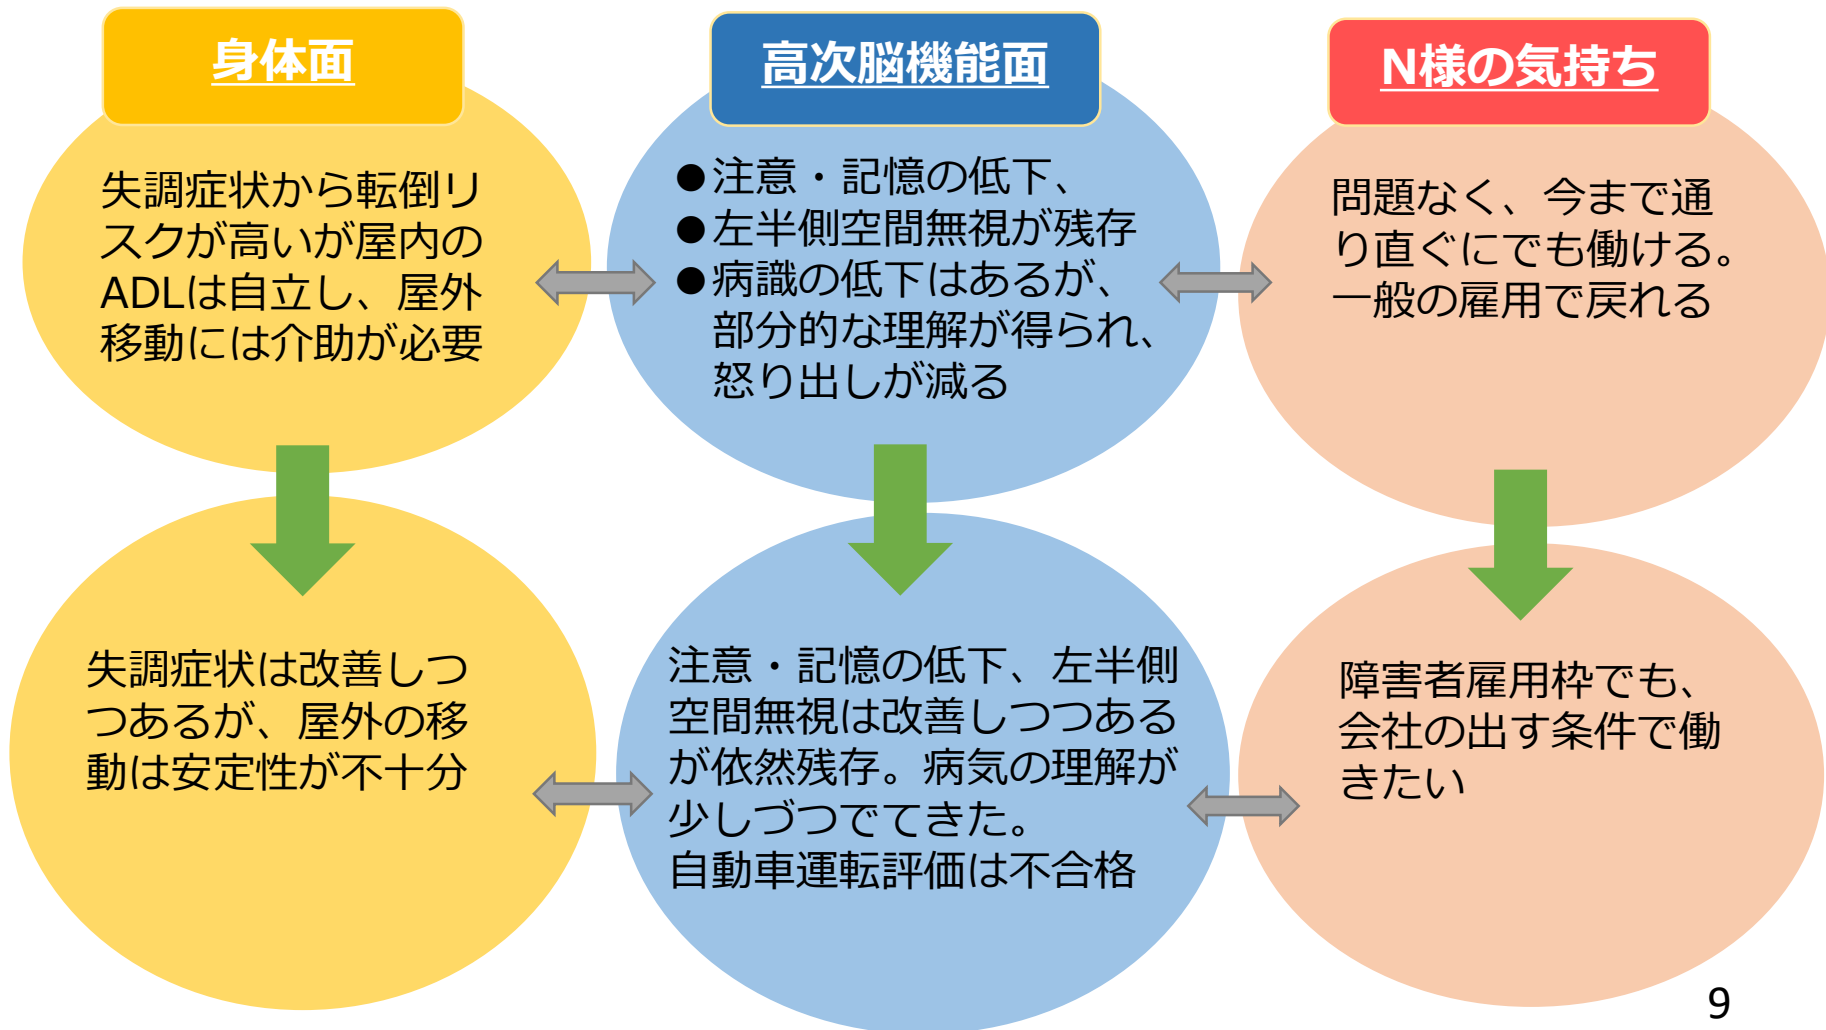 身体面
失調症状から転倒リ
スクが高いが屋内の
ADLは自立し、屋外
移動には介助が必要
失調症状は改善しつ
つあるが、屋外の移
動は安定性が不十分
高次脳機能面
●注意・記憶の低下、
●左半側空間無視が残存
●病識の低下はあるが、
部分的な理解が得られ、
怒り出しが減る
注意・記憶の低下、左半側
空間無視は改善しつつある
が依然残存。病気の理解が
少しづつでてきた。
自動車運転評価は不合格
N様の気持ち
問題なく、今まで通
り直ぐにでも働ける。
一般の雇用で戻れる
障害者雇用枠でも、
会社の出す条件で働
きたい
9